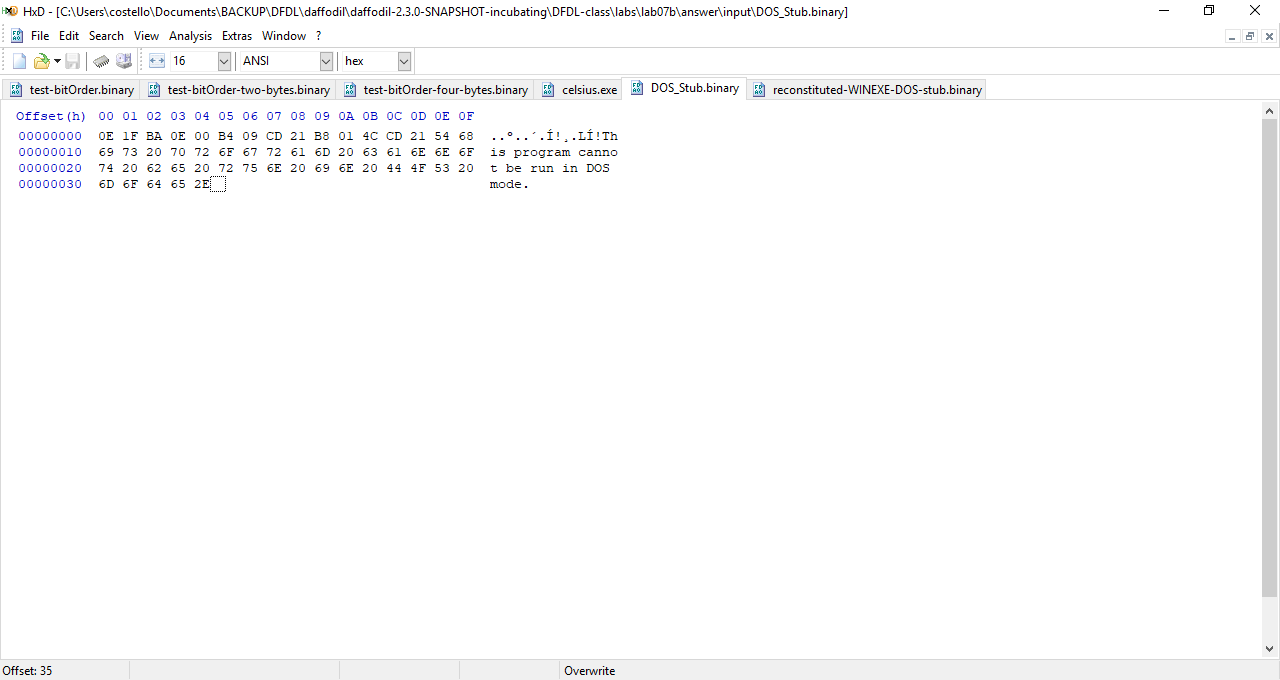 HxD - [C:\Users\costello\Documents\BACKUP\DFDL\daffodil\daffodil-2.3.0-SNAPSHOT-incubating\DFDL-class\labs\lab07b\answer\input\DOS_Stub.binary]
File Edit Search View Analysis Extras Window ?
16 ANSI hex
test-bitOrder.binary test-bitOrder-two-bytes.binary test-bitOrder-four-bytes.binary celsius.exe DOS_Stub.binary reconstituted-WINEXE-DOS-stub.binary
Offset(h) 00 01 02 03 04 05 06 07 08 09 0A 0B 0C 0D 0E 0F
00000000 0E 1F BA 0E 00 B4 09 CD 21 B8 01 4C CD 21 54 68 ..º..´.Í!¸.LÍ!Th
00000010 69 73 20 70 72 6F 67 72 61 6D 20 63 61 6E 6E 6F is program canno
00000020 74 20 62 65 20 72 75 6E 20 69 6E 20 44 4F 53 20 t be run in DOS
00000030 6D 6F 64 65 2E mode.
Offset: 35 Overwrite